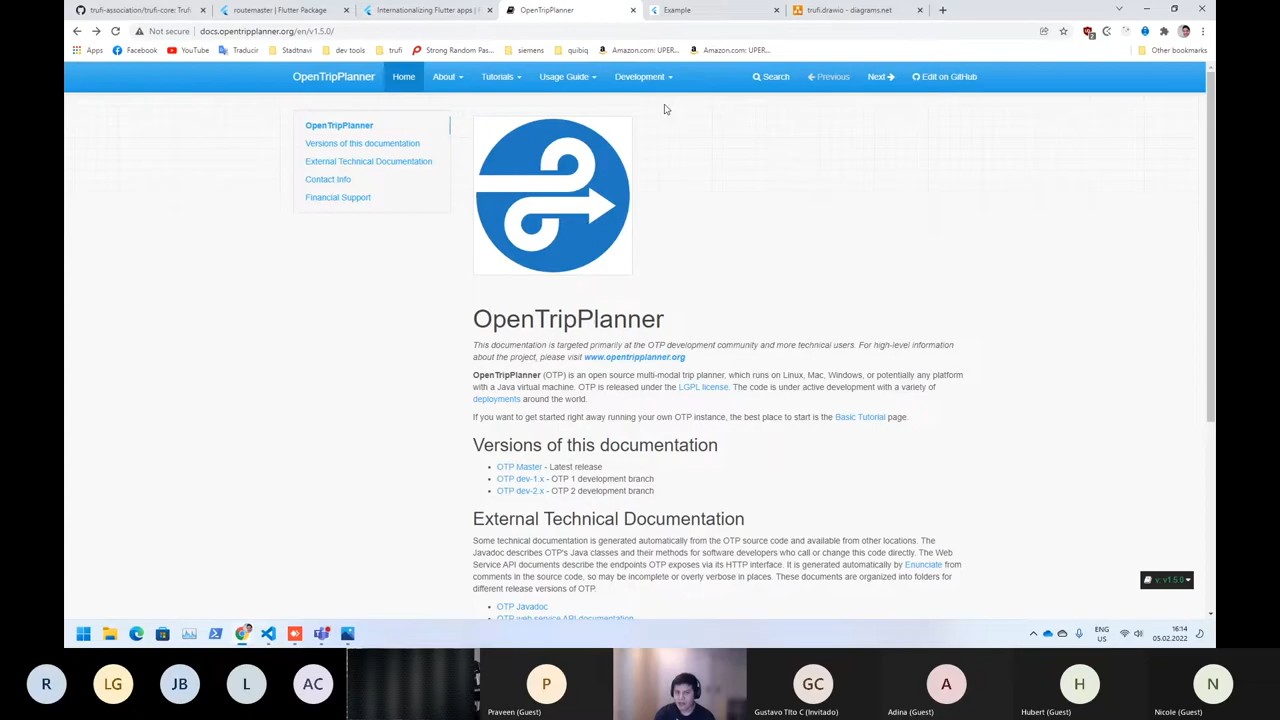 trufi-association/trufi-core: Trufi
routemaster | Flutter Package
Internationalizing Flutter apps | F
OpenTripPlanner
Example
trufi.drawio - diagrams.net
Not secure | docs.opentripplanner.org/en/v1.5.0/
Apps Facebook YouTube Traducir Stadtnavi dev tools trufi Strong Random Pas... siemens quibiq Amazon.com: UPER... Amazon.com: UPER... Other bookmarks
OpenTripPlanner Home About Tutorials Usage Guide Development Search Previous Next Edit on GitHub
OpenTripPlanner
Versions of this documentation
External Technical Documentation
Contact Info
Financial Support
OpenTripPlanner
This documentation is targeted primarily at the OTP development community and more technical users. For high-level information
about the project, please visit www.opentripplanner.org
OpenTripPlanner (OTP) is an open source multi-modal trip planner, which runs on Linux, Mac, Windows, or potentially any platform
with a Java virtual machine. OTP is released under the LGPL license. The code is under active development with a variety of
deployments around the world.
If you want to get started right away running your own OTP instance, the best place to start is the Basic Tutorial page.
Versions of this documentation
• OTP Master - Latest release
• OTP dev-1.x - OTP 1 development branch
• OTP dev-2.x - OTP 2 development branch
External Technical Documentation
Some technical documentation is generated automatically from the OTP source code and available from other locations. The
Javadoc describes OTP's Java classes and their methods for software developers who call or change this code directly. The Web
Service API documents describe the endpoints OTP exposes via its HTTP interface. It is generated automatically by Enunciate from
comments in the source code, so may be incomplete or overly verbose in places. These documents are organized into folders for
different release versions of OTP.
• OTP Javadoc
• OTP web service API documentation
v: v1.5.0
ENG
US
16:14
05.02.2022
R LG JB L AC P GC A H N
Praveen (Guest) Gustavo TIto C (Invitado) Adina (Guest) Hubert (Guest) Nicole (Guest)